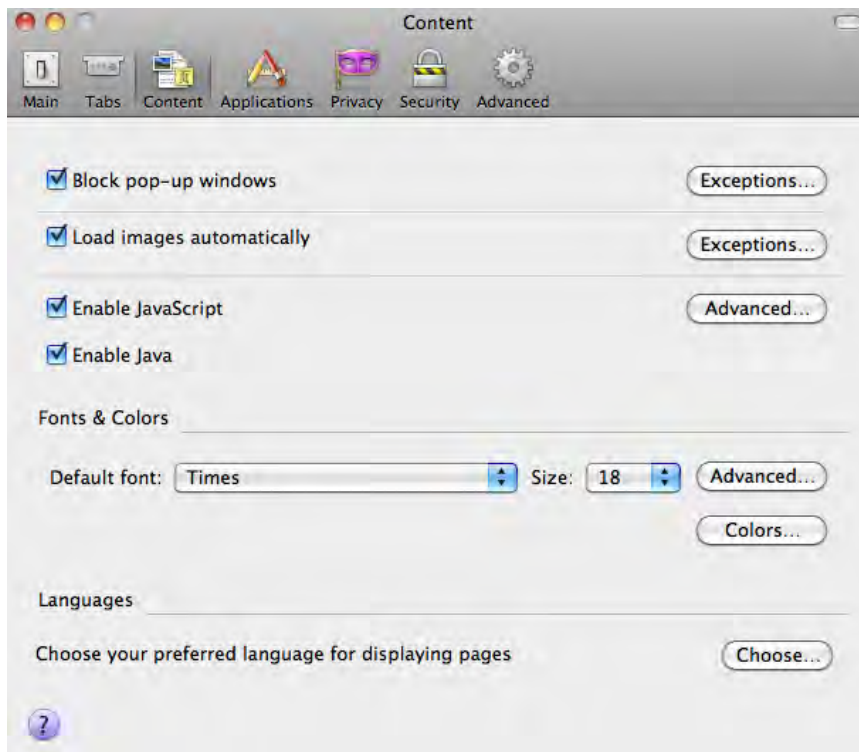 Content
Main Tabs Content Applications Privacy Security Advanced
Block pop-up windows Exceptions...
Load images automatically Exceptions...
Enable JavaScript Advanced...
Enable Java
Fonts & Colors
Default font: Times Size: 18 Advanced...
Colors...
Languages
Choose your preferred language for displaying pages Choose...
?